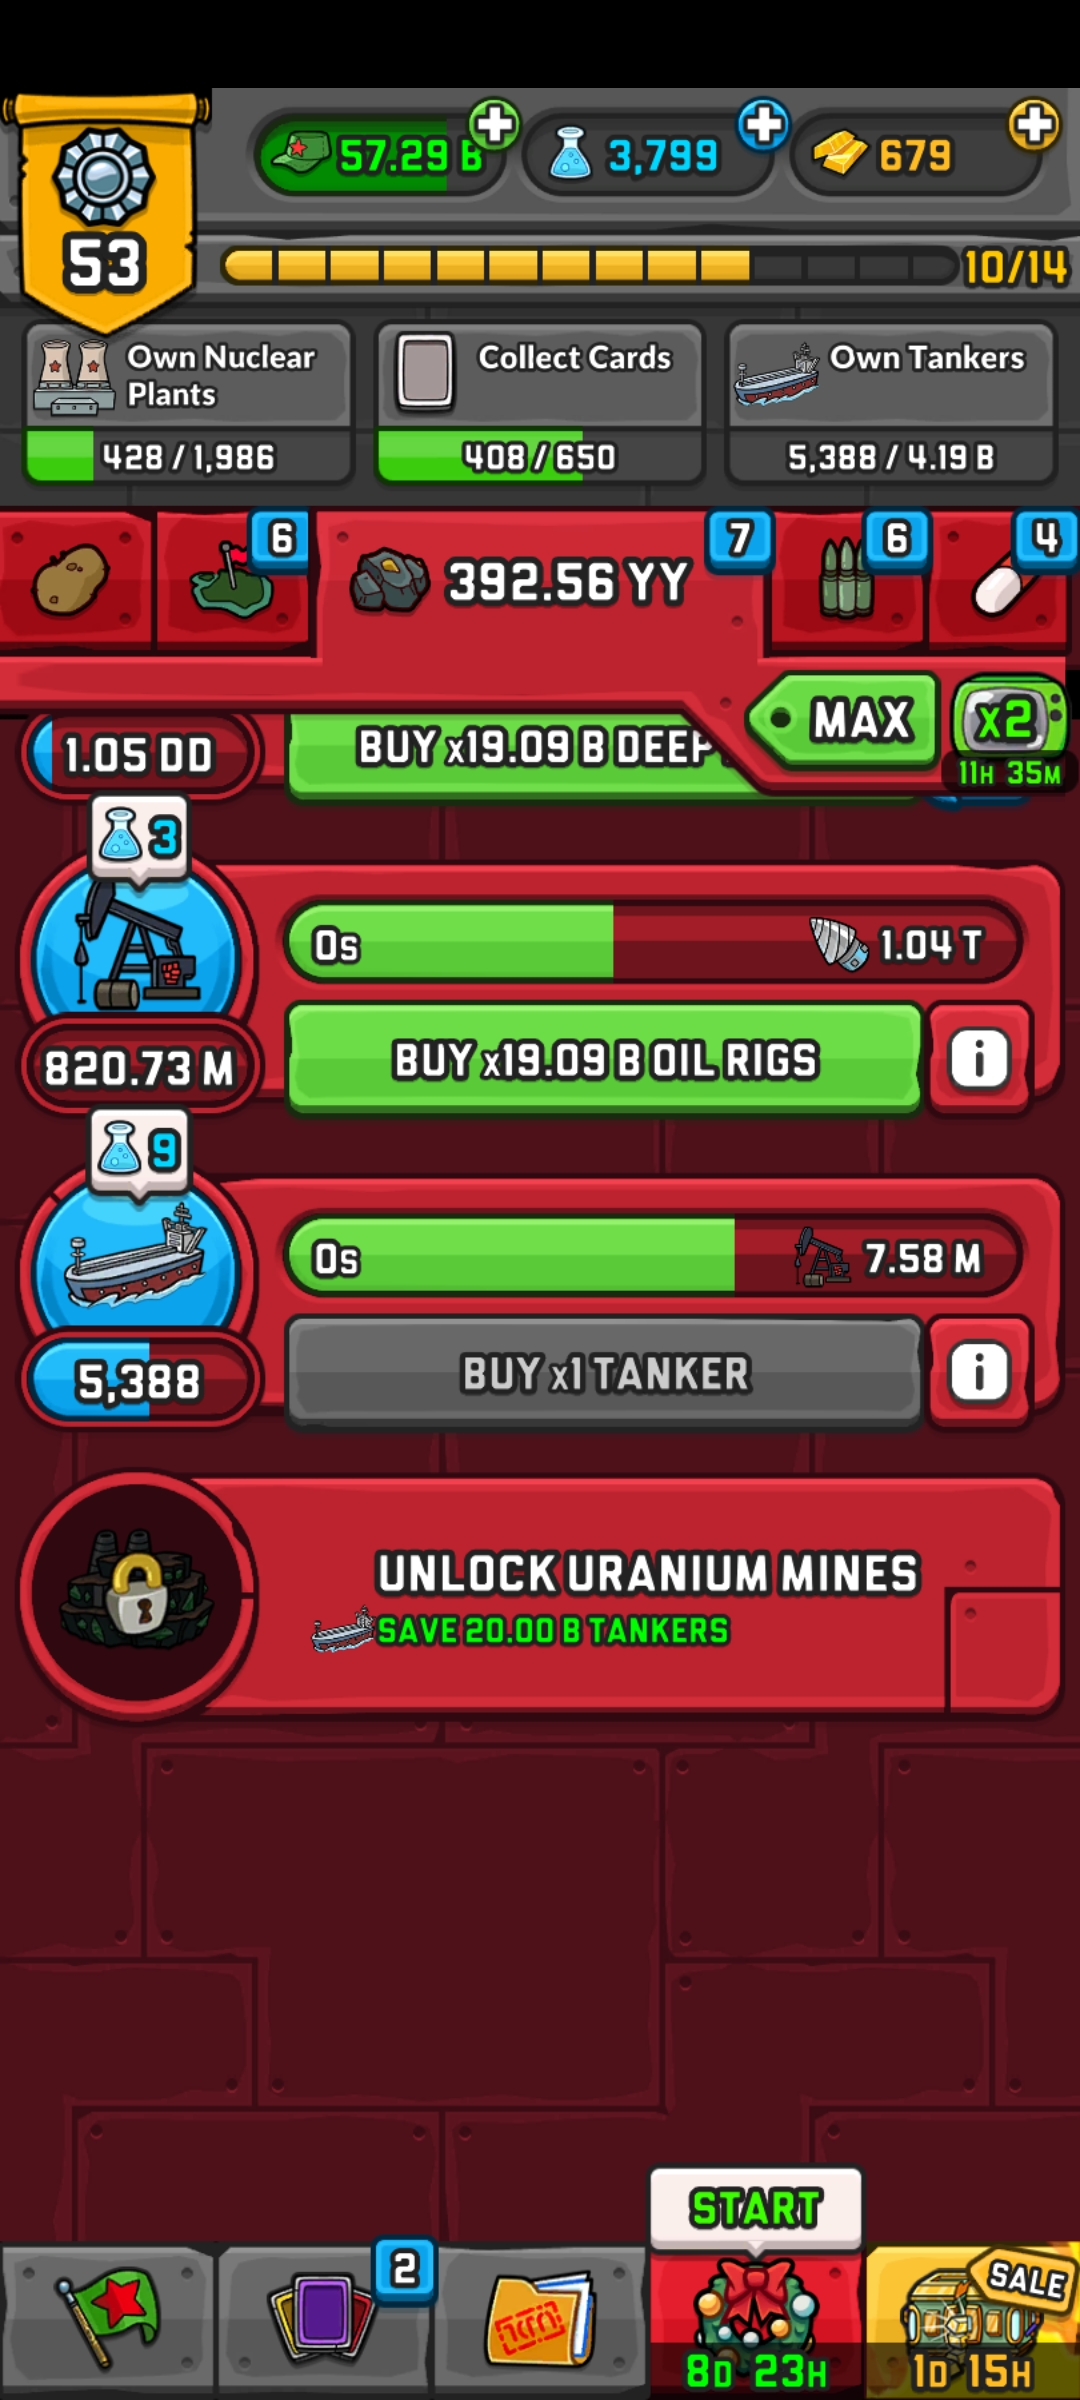 57.29 B
3,799
679
53
10/14
Own Nuclear Plants
Collect Cards
Own Tankers
428 / 1,986
408 / 650
5,388 / 4.19 B
6
392.56 YY
7
6
4
MAX
x2
11H 35M
1.05 DD
BUY x19.09 B DEEP
3
0s
1.04 T
820.73 M
BUY x19.09 B OIL RIGS
i
9
0s
7.58 M
5,388
BUY x1 TANKER
i
UNLOCK URANIUM MINES
SAVE 20.00 B TANKERS
START
2
SALE
8D 23H
1D 15H